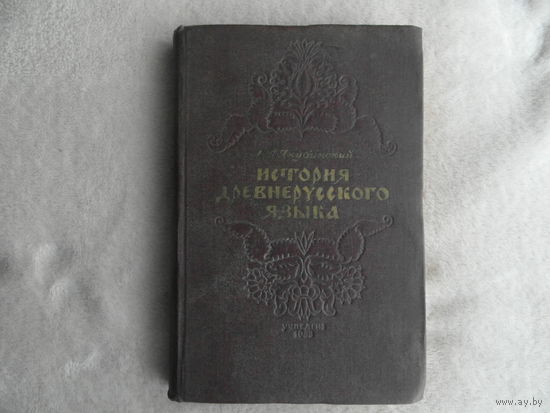 Л. П. Якубинский
ИСТОРИЯ
ДРЕВНЕРУССКОГО
ЯЗЫКА
УЧПЕДГИЗ
1953
www.ay.by